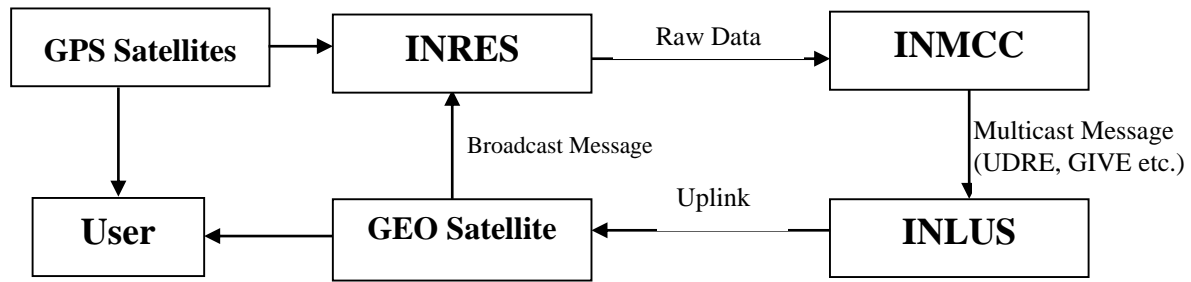 GPS Satellites
INRES
Raw Data
INMCC
Broadcast Message
Multicast Message
(UDRE, GIVE etc.)
User
GEO Satellite
Uplink
INLUS